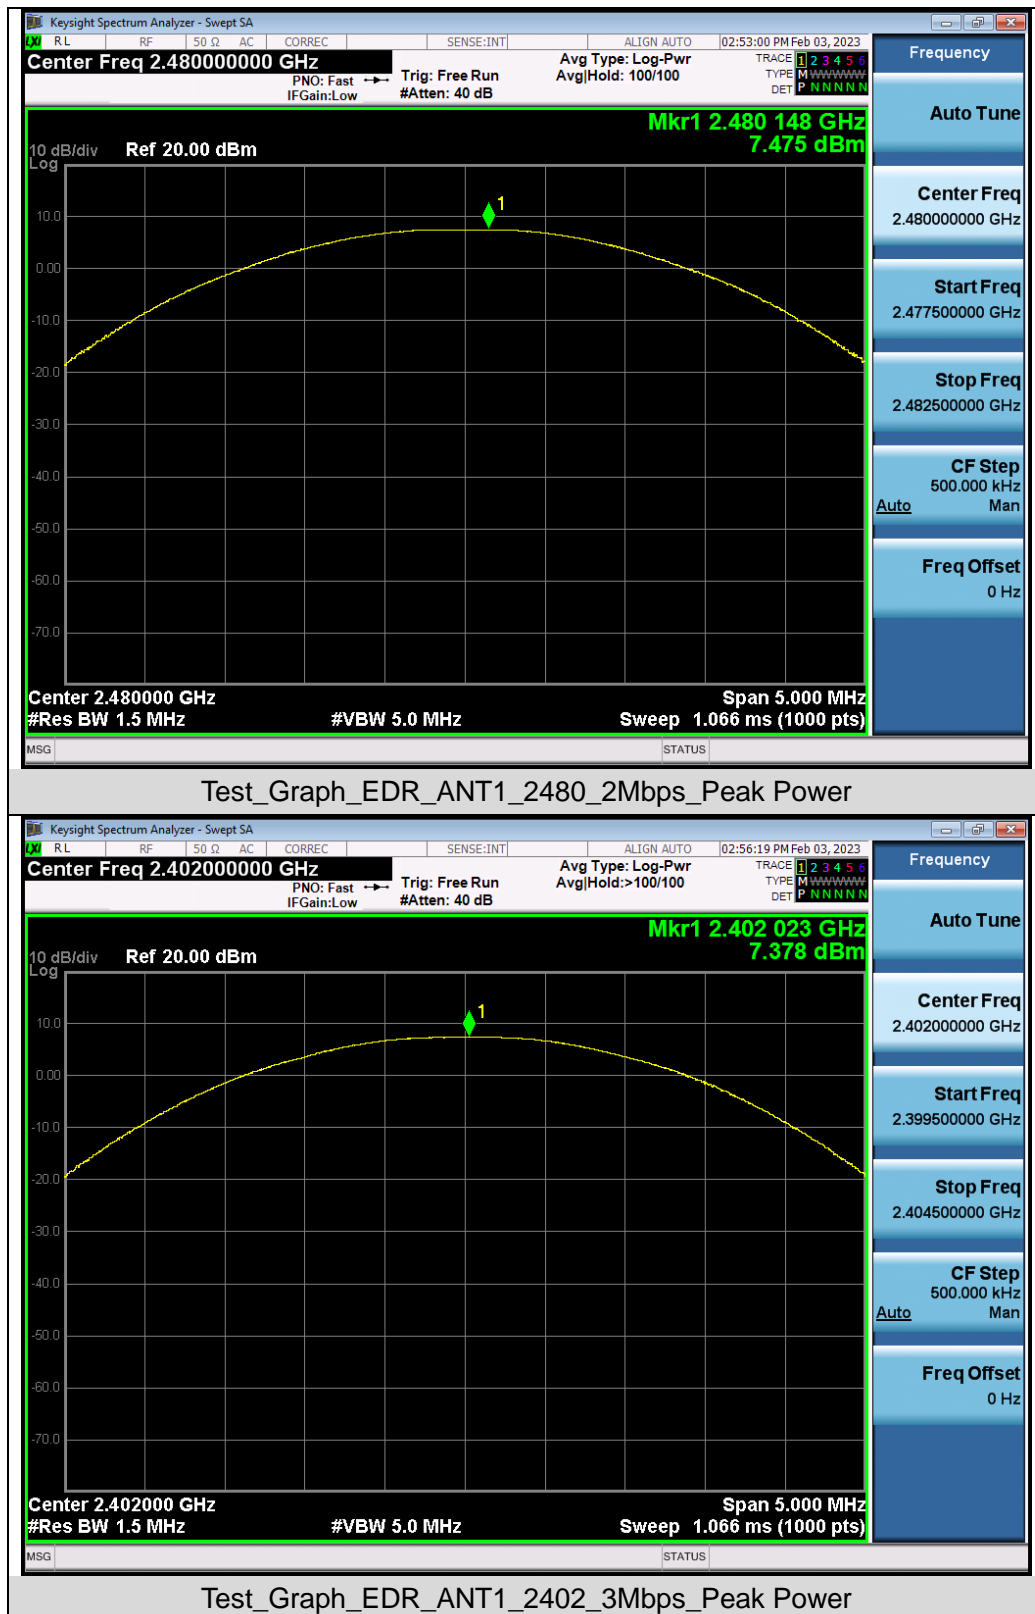 Keysight Spectrum Analyzer - Swept SA
LXI RL RF 50 Ω AC CORREC SENSE:INT ALIGN AUTO 02:53:00 PM Feb 03, 2023
Center Freq 2.480000000 GHz
PNO: Fast
IFGain:Low
Trig: Free Run
#Atten: 40 dB
Avg Type: Log-Pwr
Avg|Hold: 100/100
TRACE 1 2 3 4 5 6
TYPE M WWWWW
DET P N N N N N
Frequency
Auto Tune
Mkr1 2.480 148 GHz
7.475 dBm
10 dB/div Ref 20.00 dBm
Log
1
10.0
0.00
-10.0
-20.0
-30.0
-40.0
-50.0
-60.0
-70.0
Center Freq
2.480000000 GHz
Start Freq
2.477500000 GHz
Stop Freq
2.482500000 GHz
CF Step
500.000 kHz
Auto Man
Freq Offset
0 Hz
Center 2.480000 GHz Span 5.000 MHz
#Res BW 1.5 MHz #VBW 5.0 MHz Sweep 1.066 ms (1000 pts)
MSG STATUS
Test_Graph_EDR_ANT1_2480_2Mbps_Peak Power
Keysight Spectrum Analyzer - Swept SA
LXI RL RF 50 Ω AC CORREC SENSE:INT ALIGN AUTO 02:56:19 PM Feb 03, 2023
Center Freq 2.402000000 GHz
PNO: Fast
IFGain:Low
Trig: Free Run
#Atten: 40 dB
Avg Type: Log-Pwr
Avg|Hold:>100/100
TRACE 1 2 3 4 5 6
TYPE M WWWWW
DET P N N N N N
Frequency
Auto Tune
Mkr1 2.402 023 GHz
7.378 dBm
10 dB/div Ref 20.00 dBm
Log
1
10.0
0.00
-10.0
-20.0
-30.0
-40.0
-50.0
-60.0
-70.0
Center Freq
2.402000000 GHz
Start Freq
2.399500000 GHz
Stop Freq
2.404500000 GHz
CF Step
500.000 kHz
Auto Man
Freq Offset
0 Hz
Center 2.402000 GHz Span 5.000 MHz
#Res BW 1.5 MHz #VBW 5.0 MHz Sweep 1.066 ms (1000 pts)
MSG STATUS
Test_Graph_EDR_ANT1_2402_3Mbps_Peak Power